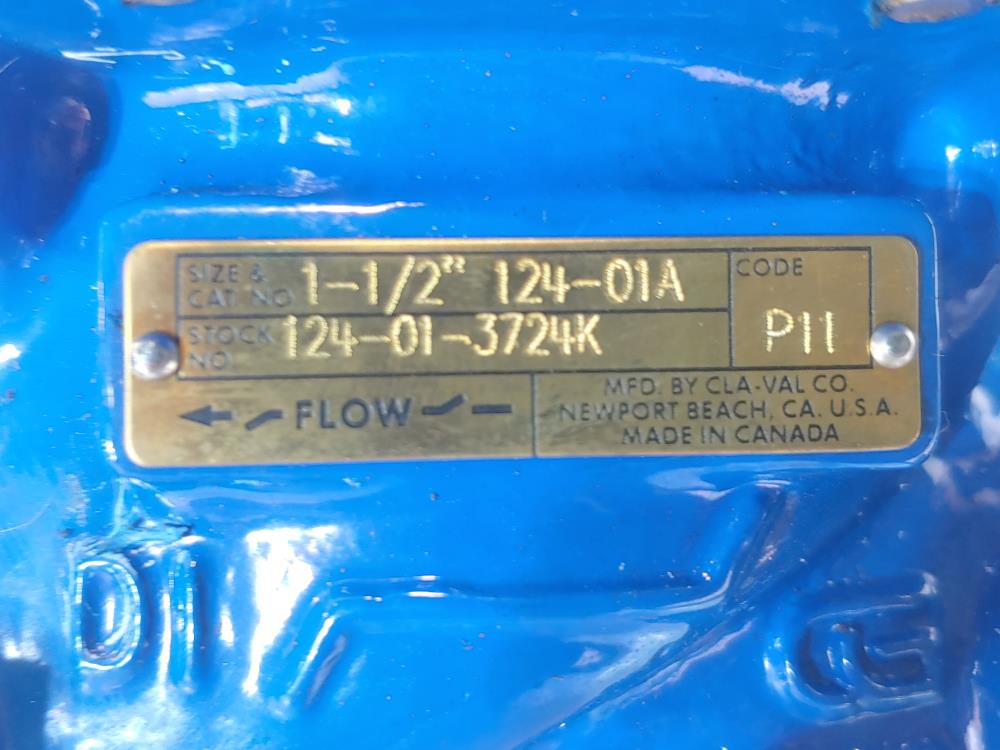 SIZE & CAT NO 1-1/2" 124-01A
CODE
STOCK NO. 124-01-3724K
P11
FLOW
MFD. BY CLA-VAL CO.
NEWPORT BEACH, CA. U.S.A.
MADE IN CANADA
DI